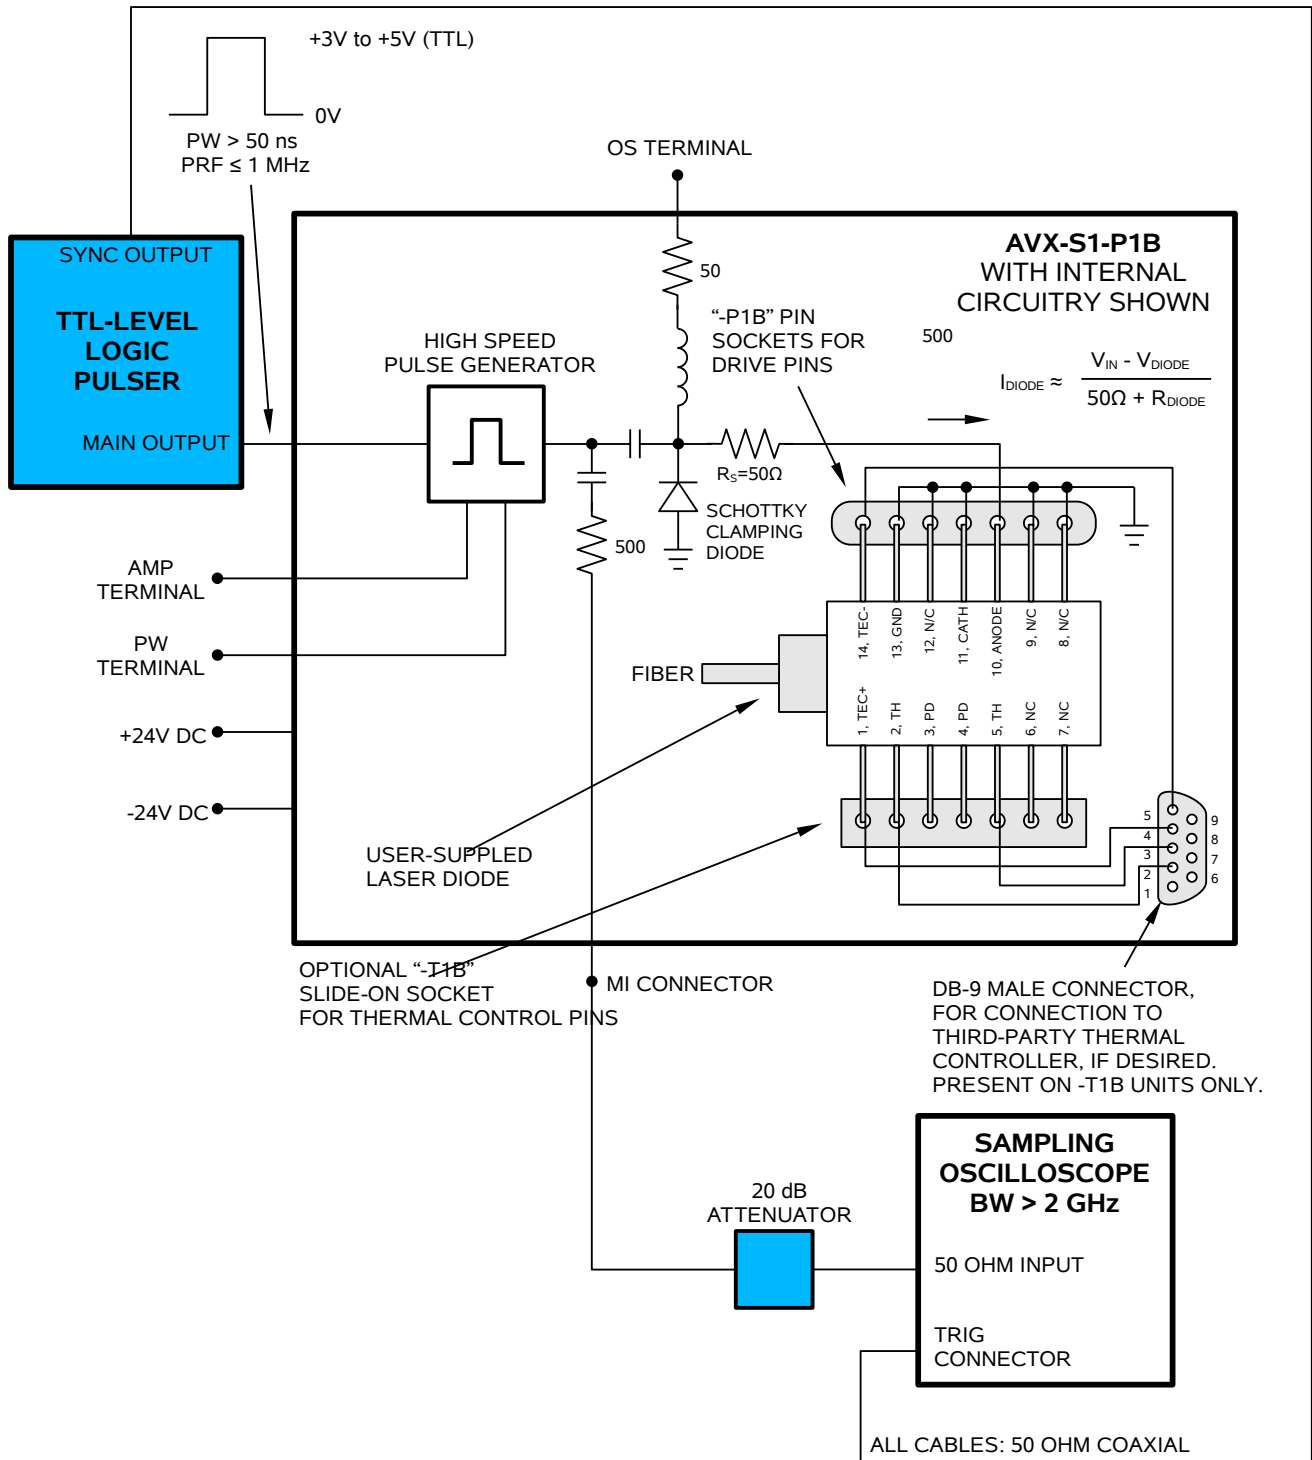 +3V to +5V (TTL)
0V
PW > 50 ns
PRF ≤ 1 MHz
OS TERMINAL
SYNC OUTPUT
TTL-LEVEL
LOGIC
PULSER
MAIN OUTPUT
AVX-S1-P1B
WITH INTERNAL
CIRCUITRY SHOWN
50
"-P1B" PIN
SOCKETS FOR
DRIVE PINS
500
HIGH SPEED
PULSE GENERATOR
IDIODE ≈ VIN - VDIODE
50Ω + RDIODE
RS=50Ω
SCHOTTKY
CLAMPING
DIODE
500
AMP
TERMINAL
PW
TERMINAL
+24V DC
-24V DC
FIBER
14, TEC-
13, GND
12, N/C
11, CATH
10, ANODE
9, N/C
8, N/C
1, TEC+
2, TH
3, PD
4, PD
5, TH
6, NC
7, NC
5
4
3
2
1
9
8
7
6
USER-SUPPLED
LASER DIODE
OPTIONAL "-T1B"
SLIDE-ON SOCKET
FOR THERMAL CONTROL PINS
MI CONNECTOR
DB-9 MALE CONNECTOR,
FOR CONNECTION TO
THIRD-PARTY THERMAL
CONTROLLER, IF DESIRED.
PRESENT ON -T1B UNITS ONLY.
20 dB
ATTENUATOR
SAMPLING
OSCILLOSCOPE
BW > 2 GHz
50 OHM INPUT
TRIG
CONNECTOR
ALL CABLES: 50 OHM COAXIAL